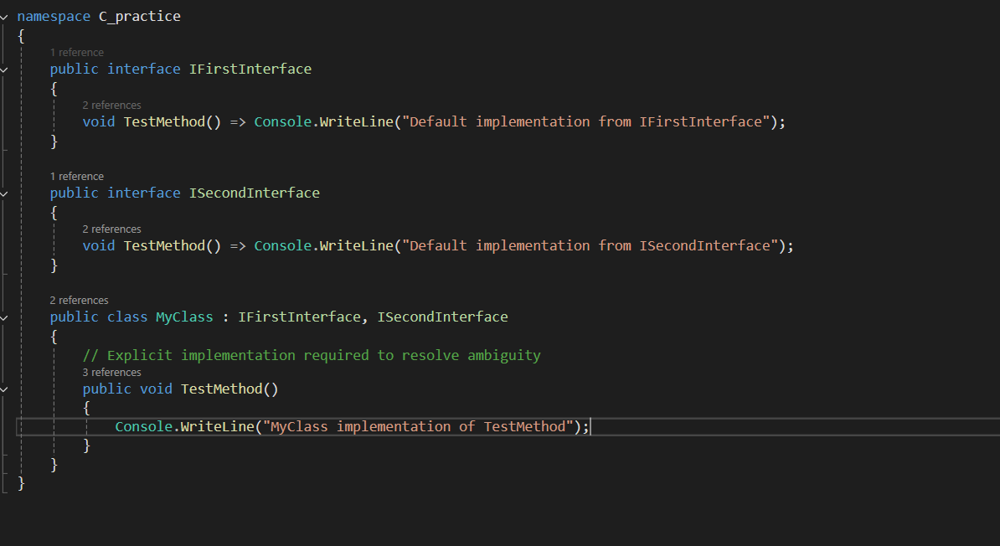 namespace C_practice
{
1 reference
public interface IFirstInterface
{
2 references
void TestMethod() => Console.WriteLine("Default implementation from IFirstInterface");
}
1 reference
public interface ISecondInterface
{
2 references
void TestMethod() => Console.WriteLine("Default implementation from ISecondInterface");
}
2 references
public class MyClass : IFirstInterface, ISecondInterface
{
// Explicit implementation required to resolve ambiguity
3 references
public void TestMethod()
{
Console.WriteLine("MyClass implementation of TestMethod");
}
}
}